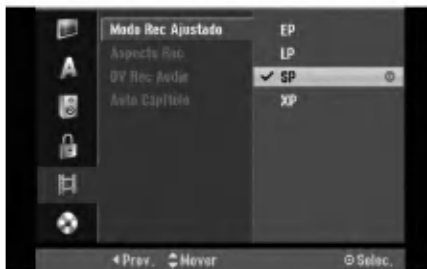 Modo Rec Ajustado
EP
Aspecto Rec
LP
DV Rec Audio
SP
Auto Capítulo
XP
Prev.
Mover
Selec.